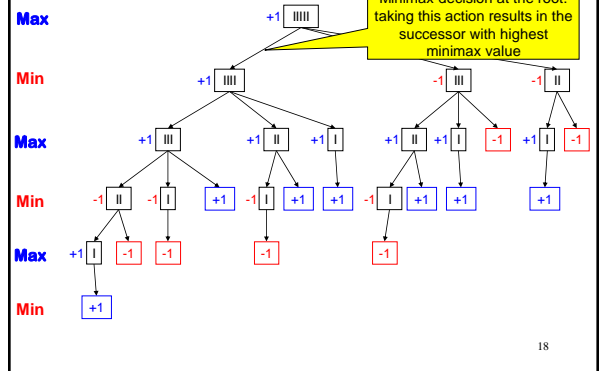 Minimax decision at the root:
Max +1 IIIII taking this action results in the
successor with highest
minimax value
Min +1 IIII -1 III -1 II
Max +1 III +1 II +1 I +1 II +1 I -1 +1 I -1
Min -1 II -1 I +1 -1 I +1 +1 -1 I +1 +1 +1
Max +1 I -1 -1 -1 -1
Min +1
18